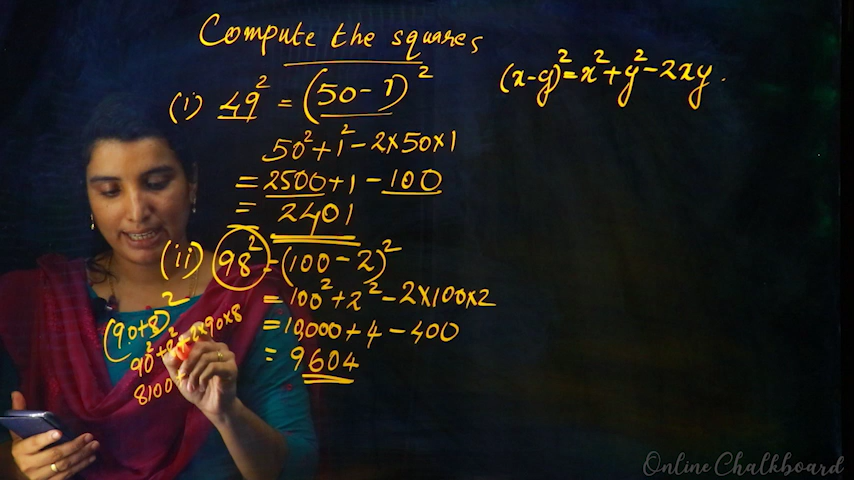 Compute the squares
(x-y)²=x²+y²-2xy.
(i) 49² = (50-1)²
50²+1²-2×50×1
= 2500+1-100
= 2401
(ii) 98² = (100-2)²
= 100²+2²-2×100×2
= 10,000+4-400
= 9604
(90+8)²
90²+8²+2×90×8
8100+
Online Chalkboard